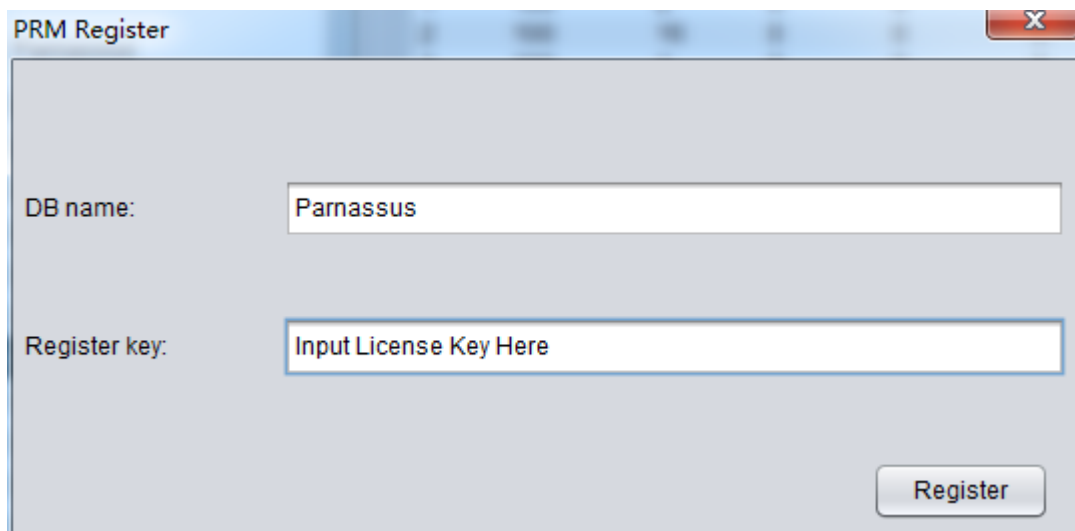 PRM Register
DB name:
Parnassus
Register key:
Input License Key Here
Register